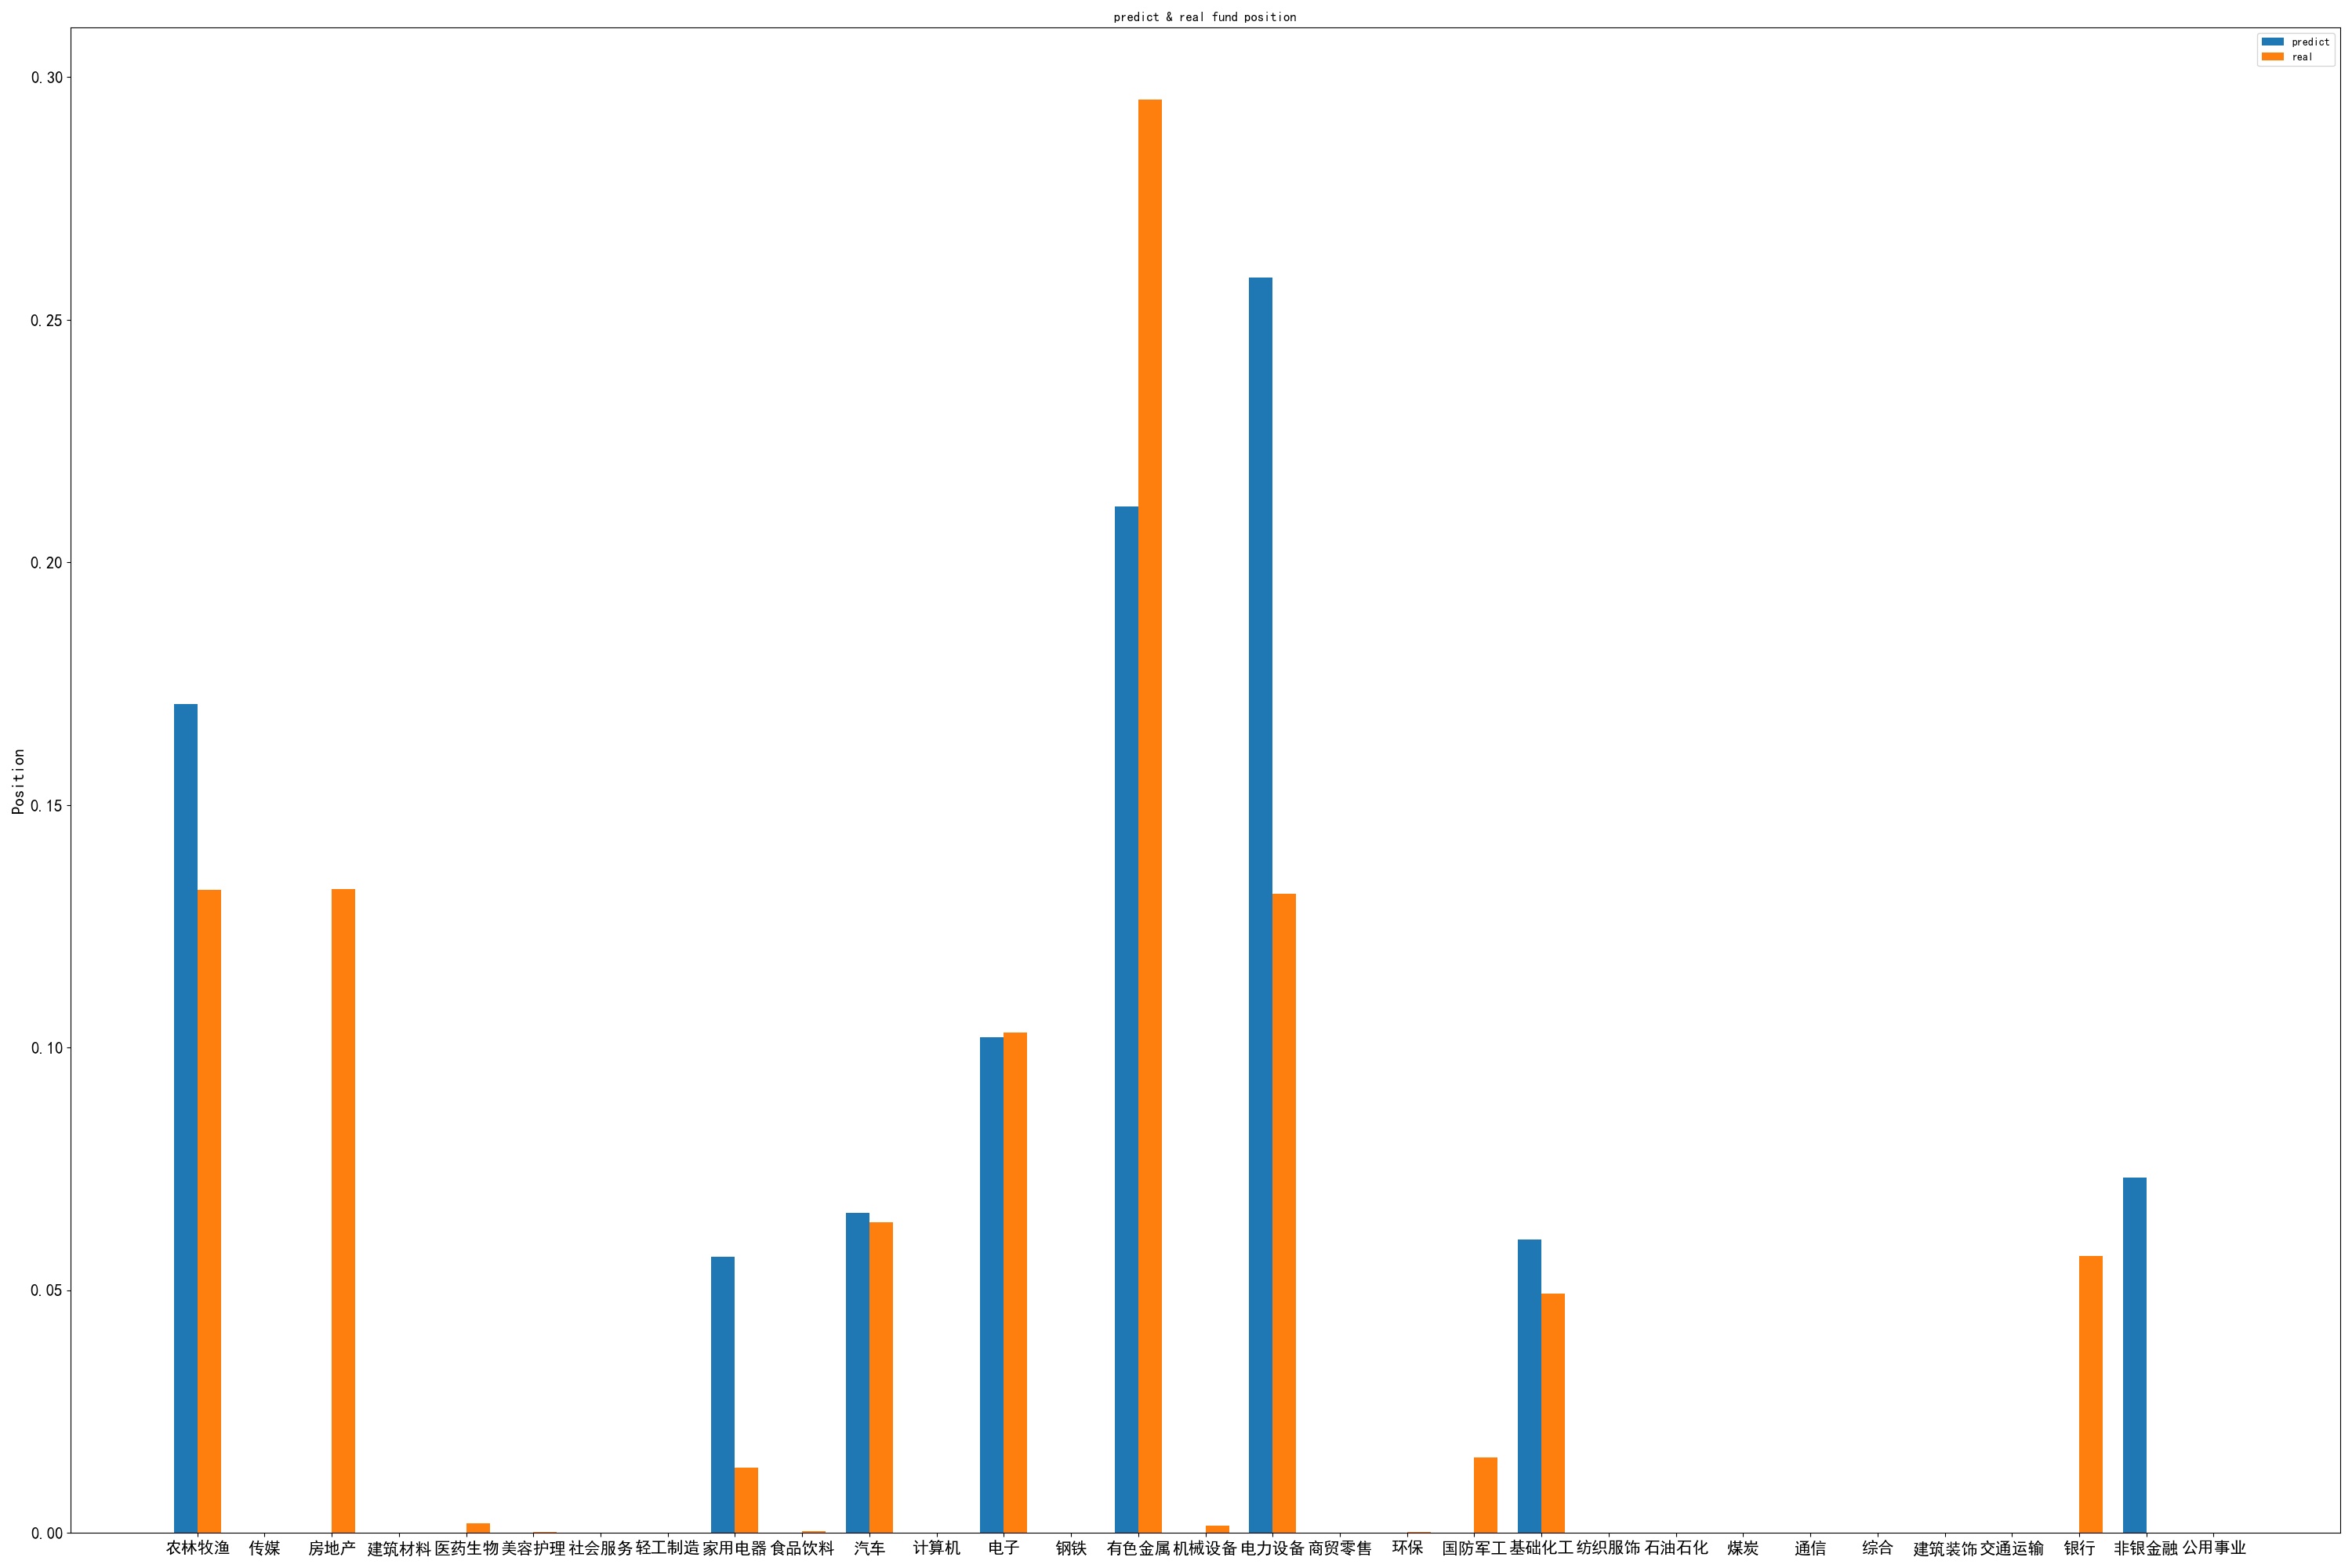 predict & real fund position
predict
real
Position
0.30
0.25
0.20
0.15
0.10
0.05
0.00
农林牧渔 传媒 房地产 建筑材料 医药生物 美容护理 社会服务 轻工制造 家用电器 食品饮料 汽车 计算机 电子 钢铁 有色金属 机械设备 电力设备 商贸零售 环保 国防军工 基础化工 纺织服饰 石油石化 煤炭 通信 综合 建筑装饰 交通运输 银行 非银金融 公用事业